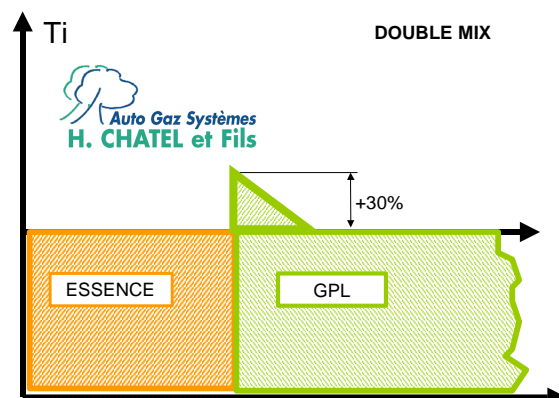 Ti
DOUBLE MIX
Auto Gaz Systèmes
H. CHATEL et Fils
+30%
ESSENCE
GPL